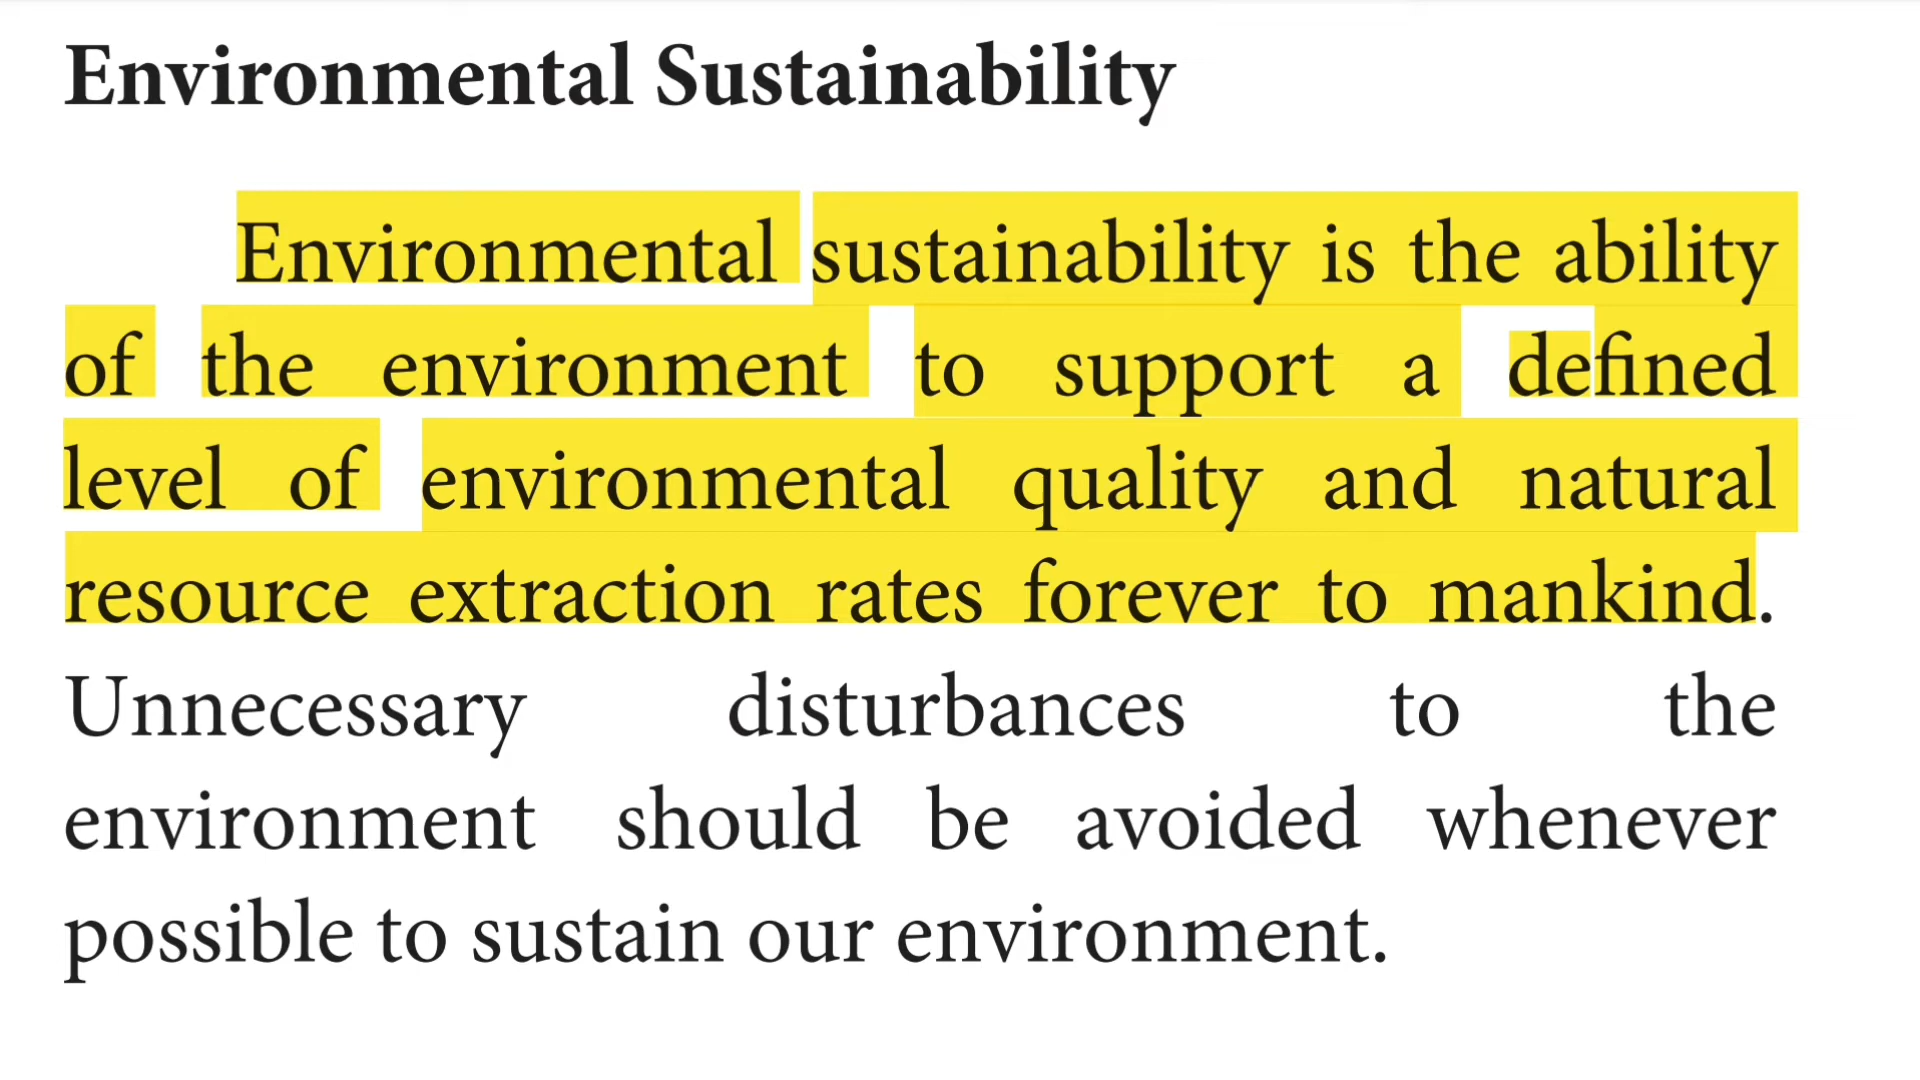 Environmental Sustainability
Environmental sustainability is the ability
of the environment to support a defined
level of environmental quality and natural
resource extraction rates forever to mankind.
Unnecessary disturbances to the
environment should be avoided whenever
possible to sustain our environment.